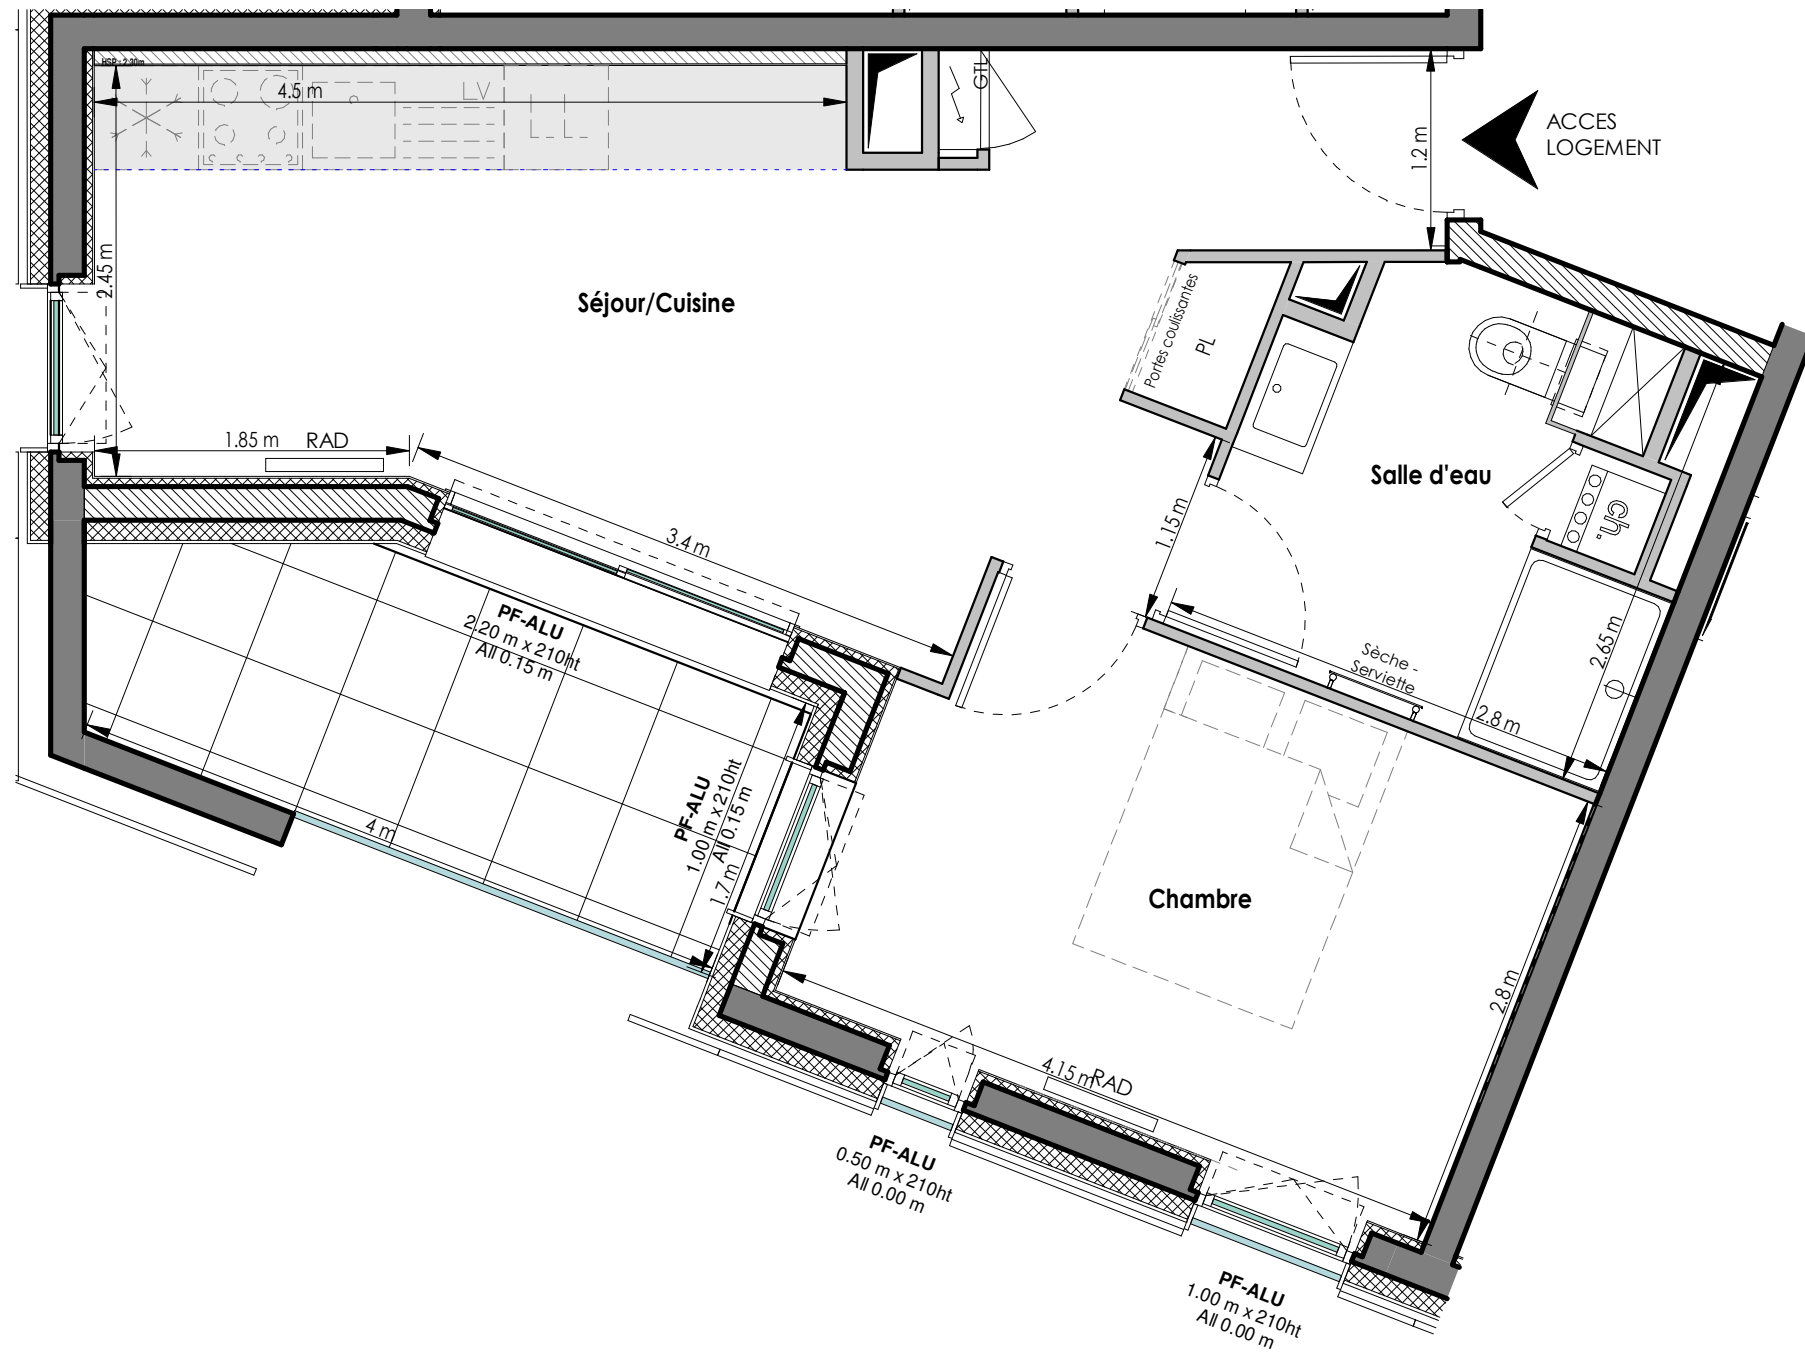 HSP : 2.30m
4.5 m
LV
LL
GTL
1.2 m
ACCES
LOGEMENT
2.45 m
Séjour/Cuisine
Portes coulissantes
PL
1.85 m
RAD
3.4 m
1.15 m
Salle d'eau
ch.
PF-ALU
2.20 m x 210ht
All 0.15 m
Sèche -
Serviette
2.65 m
2.8 m
PF-ALU
1.00 m x 210ht
All 0.15 m
1.7 m
4 m
Chambre
2.8 m
4.15 m
RAD
PF-ALU
0.50 m x 210ht
All 0.00 m
PF-ALU
1.00 m x 210ht
All 0.00 m